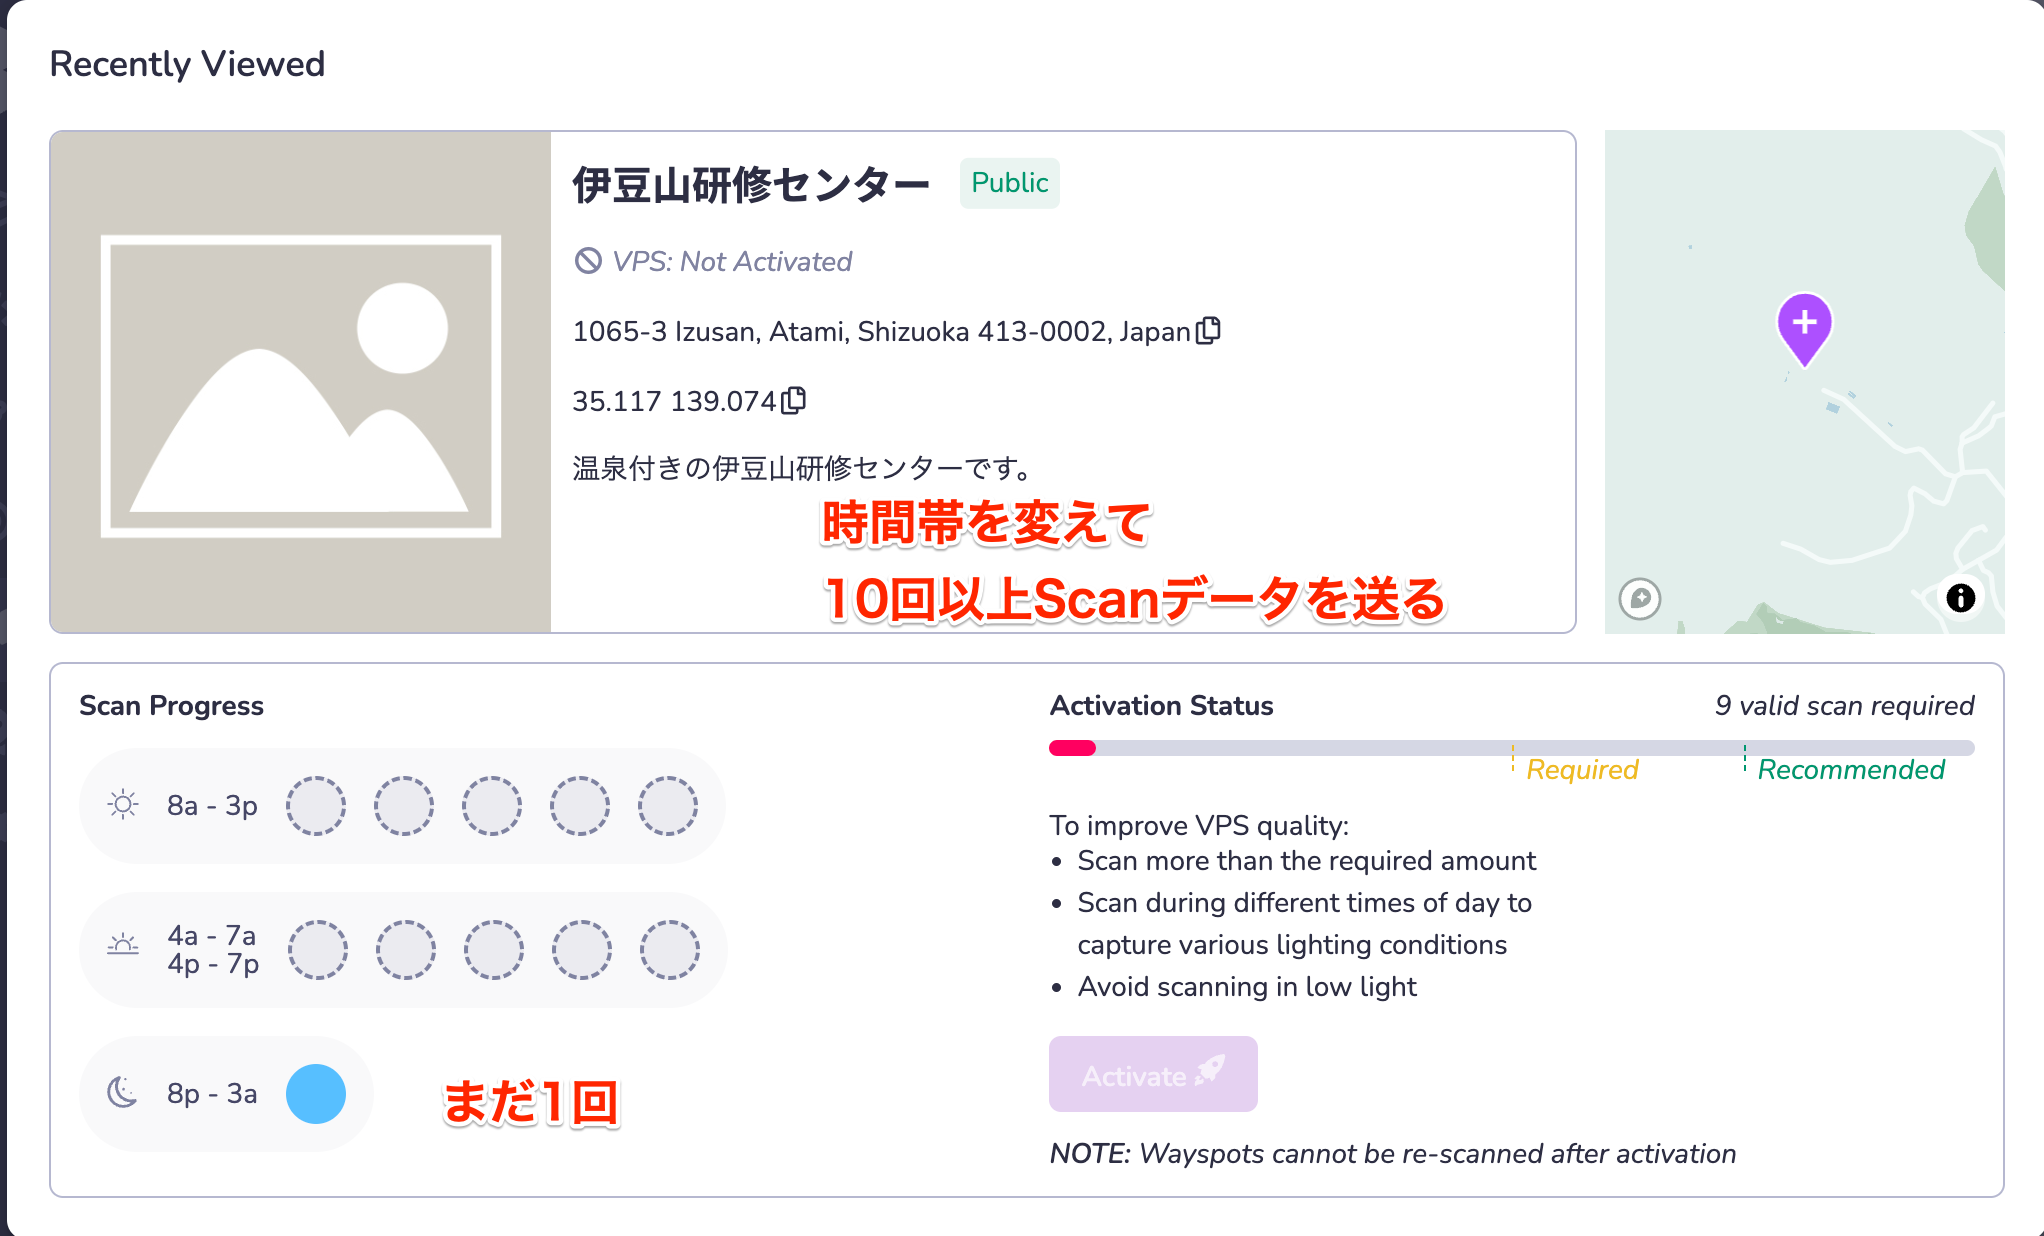 Recently Viewed
伊豆山研修センター
Public
VPS: Not Activated
1065-3 Izusan, Atami, Shizuoka 413-0002, Japan
35.117 139.074
温泉付きの伊豆山研修センターです。
時間帯を変えて
10回以上Scanデータを送る
Scan Progress
8a - 3p
4a - 7a
4p - 7p
8p - 3a
まだ1回
Activation Status
9 valid scan required
Required
Recommended
To improve VPS quality:
• Scan more than the required amount
• Scan during different times of day to
capture various lighting conditions
• Avoid scanning in low light
Activate
NOTE: Wayspots cannot be re-scanned after activation